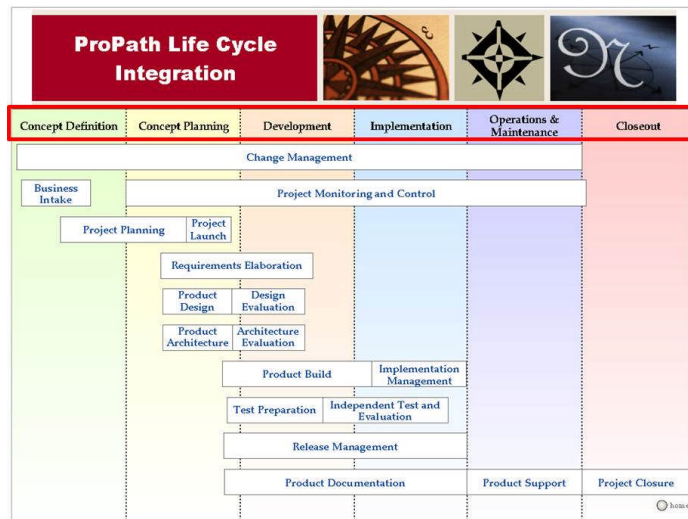 ProPath Life Cycle
Integration
Concept Definition
Concept Planning
Development
Implementation
Operations &
Maintenance
Closeout
Change Management
Business
Intake
Project Monitoring and Control
Project Planning
Project
Launch
Requirements Elaboration
Product
Design
Design
Evaluation
Product
Architecture
Architecture
Evaluation
Product Build
Implementation
Management
Test Preparation
Independent Test and
Evaluation
Release Management
Product Documentation
Product Support
Project Closure
home